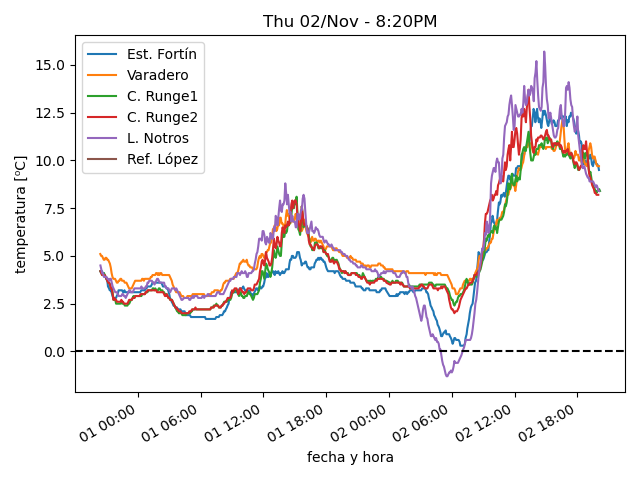 Thu 02/Nov - 8:20PM
temperatura [ºC]
15.0
12.5
10.0
7.5
5.0
2.5
0.0
Est. Fortín
Varadero
C. Runge1
C. Runge2
L. Notros
Ref. López
01 00:00
01 06:00
01 12:00
01 18:00
02 00:00
02 06:00
02 12:00
02 18:00
fecha y hora